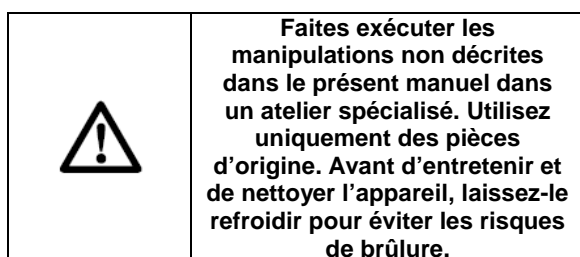 Faites exécuter les
manipulations non décrites
dans le présent manuel dans
un atelier spécialisé. Utilisez
uniquement des pièces
d'origine. Avant d'entretenir et
de nettoyer l'appareil, laissez-le
refroidir pour éviter les risques
de brûlure.